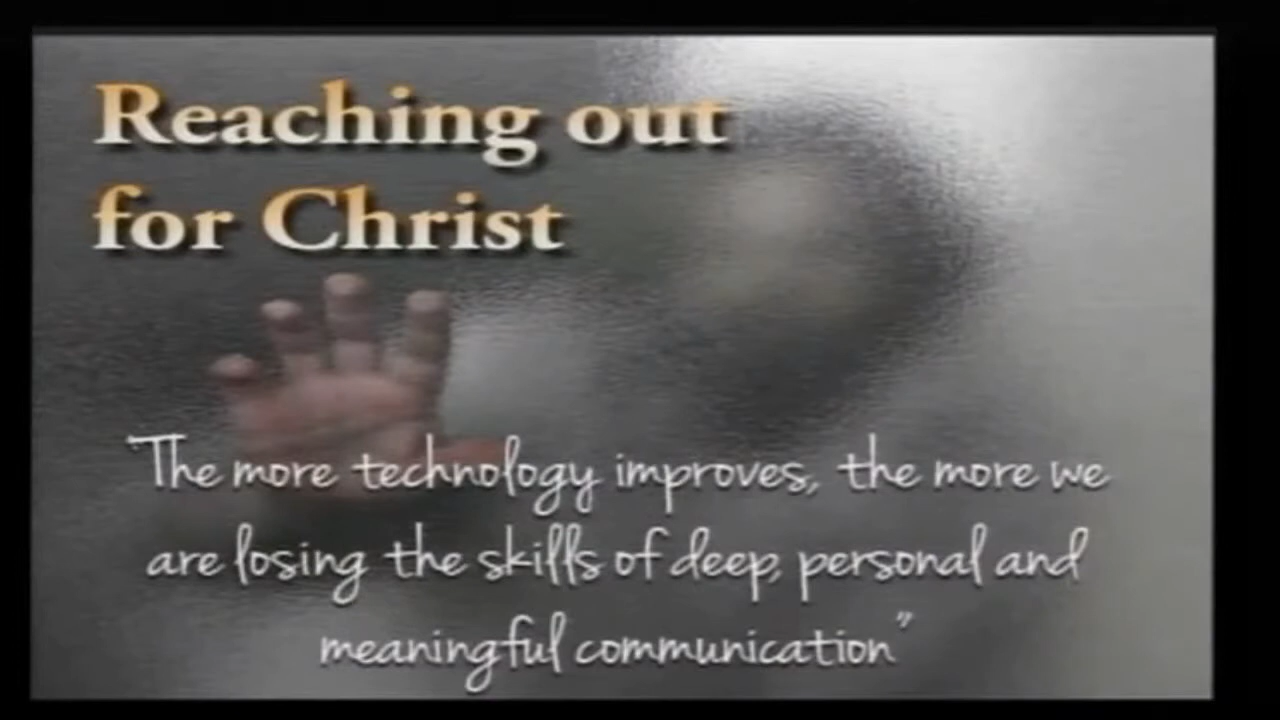 Reaching out
for Christ
"The more technology improves, the more we
are losing the skills of deep, personal and
meaningful communication"